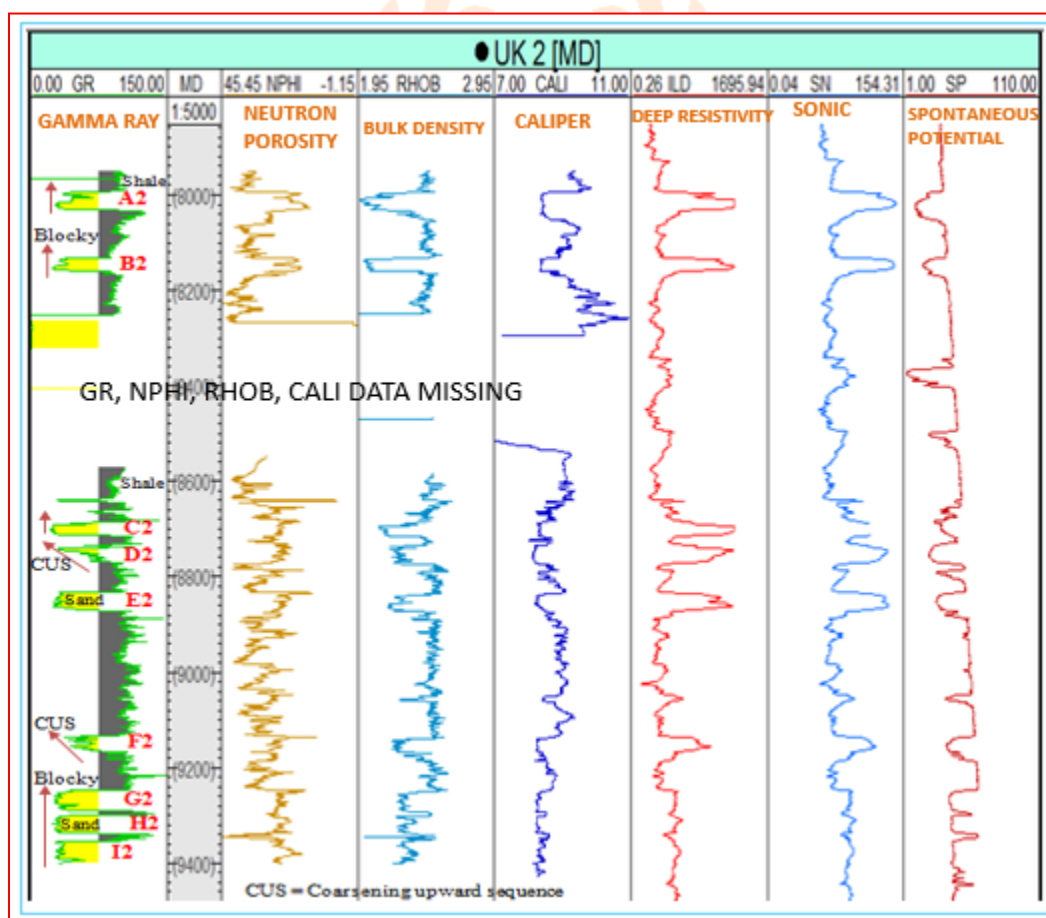 UK 2 [MD]
0.00 GR 150.00 MD 45.45 NPHI -1.15 1.95 RHOB 2.95 7.00 CALI 11.00 0.26 ILD 1695.94 0.04 SN 154.31 1.00 SP 110.00
1:5000
GAMMA RAY
NEUTRON
POROSITY
BULK DENSITY
CALIPER
DEEP RESISTIVITY
SONIC
SPONTANEOUS
POTENTIAL
Shale
A2
(8000)
Blocky
B2
(8200)
GR, NPHI, RHOB, CALI DATA MISSING
(8400)
Shale
(8600)
C2
D2
CUS
(8800)
Sand E2
(9000)
CUS
F2
Blocky
(9200)
G2
Sand H2
I2
(9400)
CUS = Coarsening upward sequence